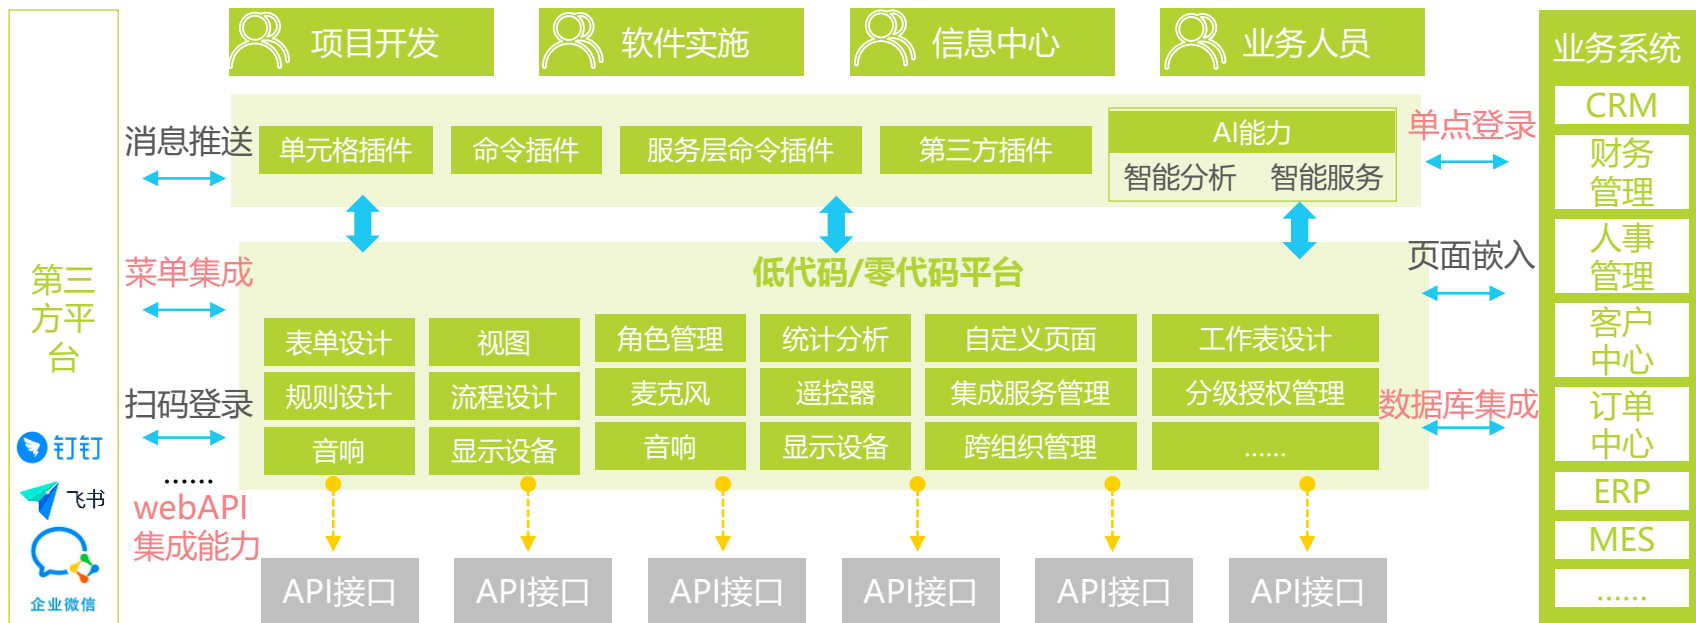 项目开发
软件实施
信息中心
业务人员
第三
方平
台
钉钉
飞书
企业微信
消息推送
菜单集成
扫码登录
......
webAPI
集成能力
单元格插件
命令插件
服务层命令插件
第三方插件
AI能力
智能分析
智能服务
低代码/零代码平台
表单设计
视图
角色管理
统计分析
自定义页面
工作表设计
规则设计
流程设计
麦克风
遥控器
集成服务管理
分级授权管理
音响
显示设备
音响
显示设备
跨组织管理
......
API接口
API接口
API接口
API接口
API接口
API接口
单点登录
页面嵌入
数据库集成
业务系统
CRM
财务
管理
人事
管理
客户
中心
订单
中心
ERP
MES
......